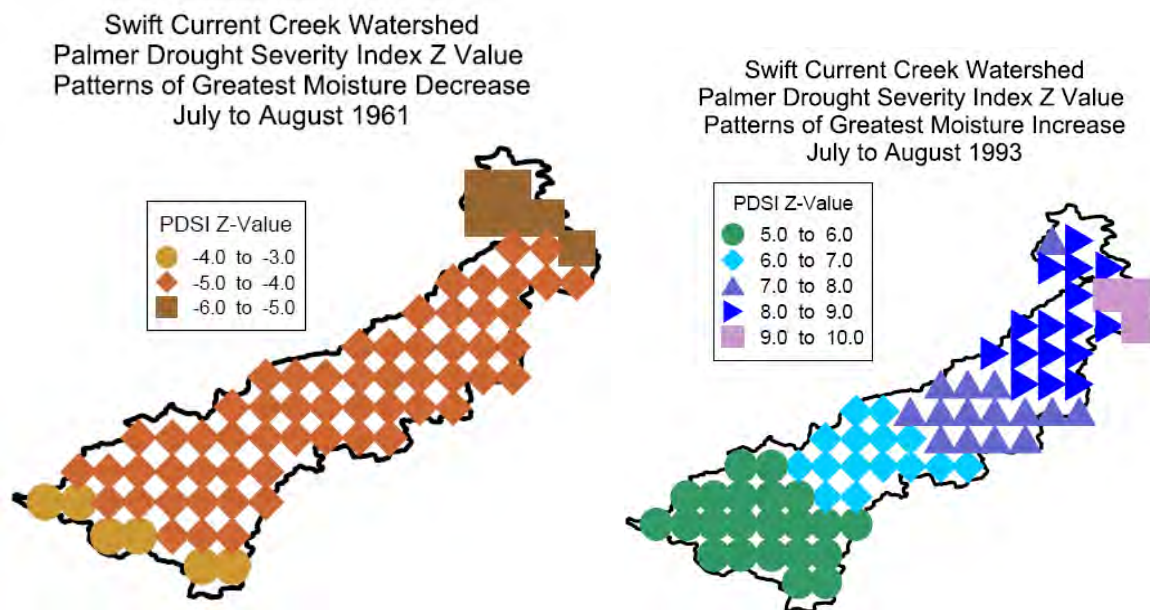 Swift Current Creek Watershed
Palmer Drought Severity Index Z Value
Patterns of Greatest Moisture Decrease
July to August 1961
PDSI Z-Value
-4.0 to -3.0
-5.0 to -4.0
-6.0 to -5.0
Swift Current Creek Watershed
Palmer Drought Severity Index Z Value
Patterns of Greatest Moisture Increase
July to August 1993
PDSI Z-Value
5.0 to 6.0
6.0 to 7.0
7.0 to 8.0
8.0 to 9.0
9.0 to 10.0